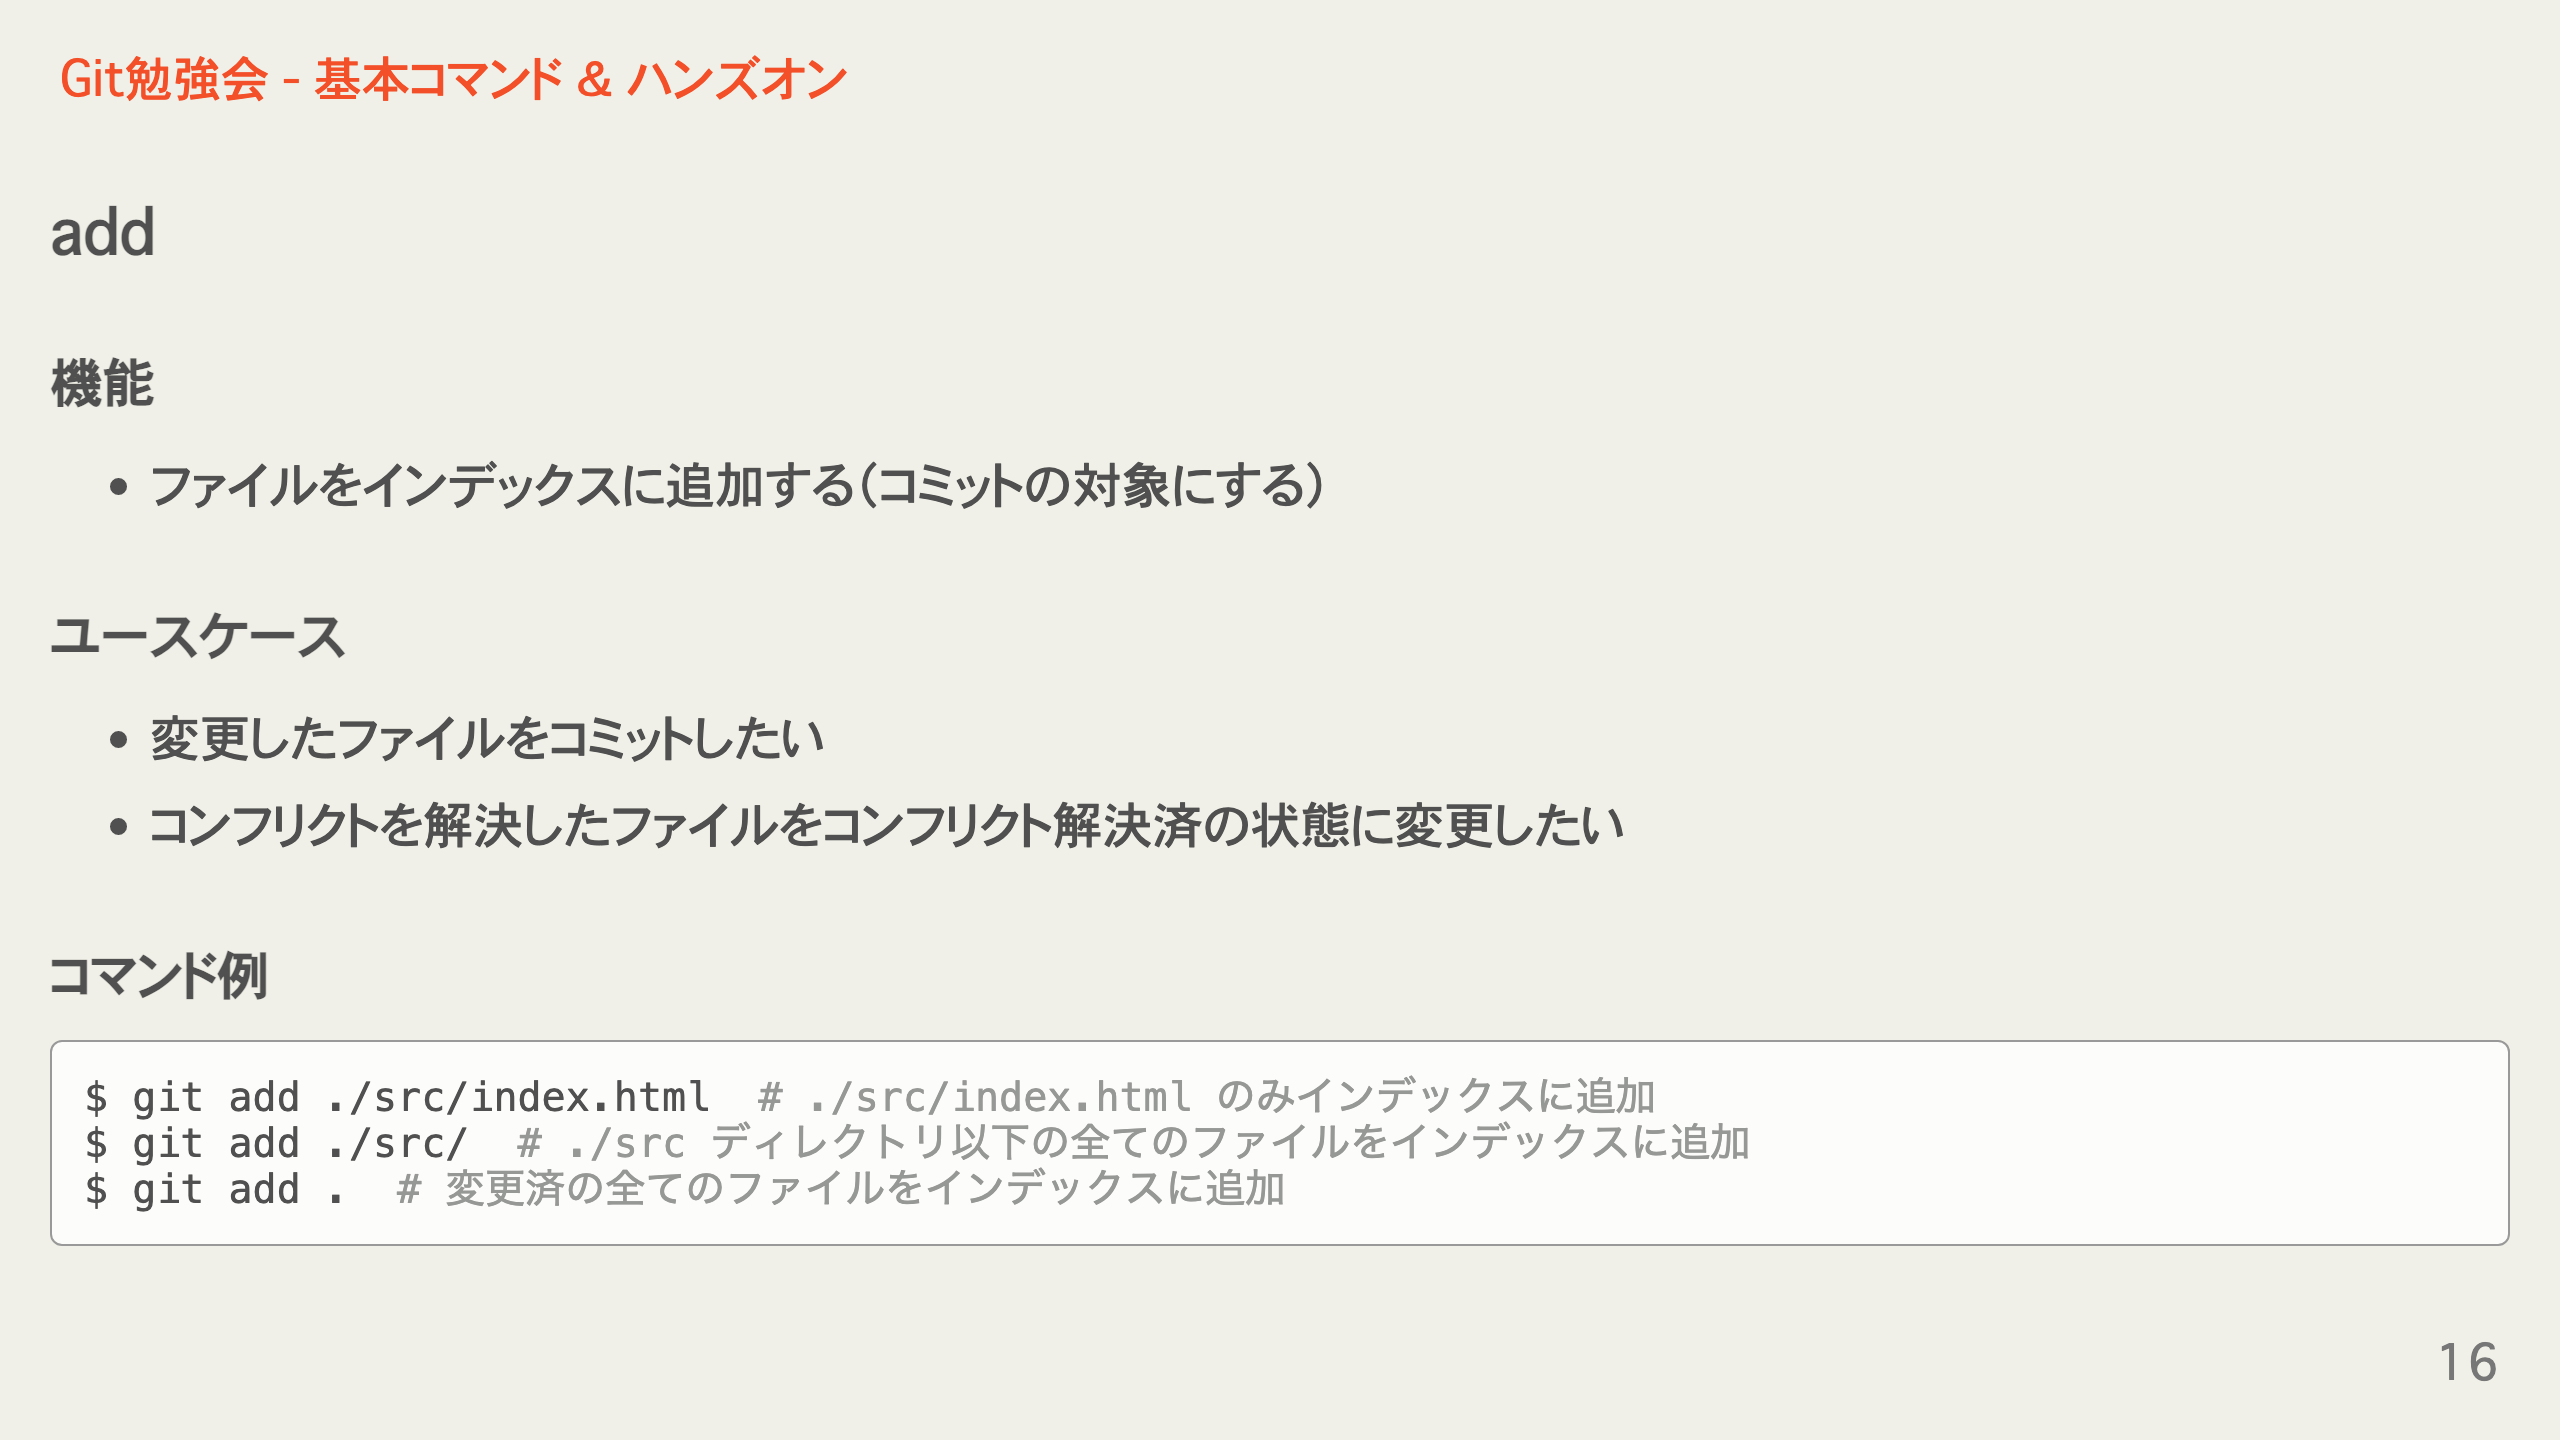 Git勉強会 - 基本コマンド & ハンズオン
add
機能
• ファイルをインデックスに追加する（コミットの対象にする）
ユースケース
• 変更したファイルをコミットしたい
• コンフリクトを解決したファイルをコンフリクト解決済の状態に変更したい
コマンド例
$ git add ./src/index.html  # ./src/index.html のみインデックスに追加
$ git add ./src/  # ./src ディレクトリ以下の全てのファイルをインデックスに追加
$ git add .  # 変更済の全てのファイルをインデックスに追加
16